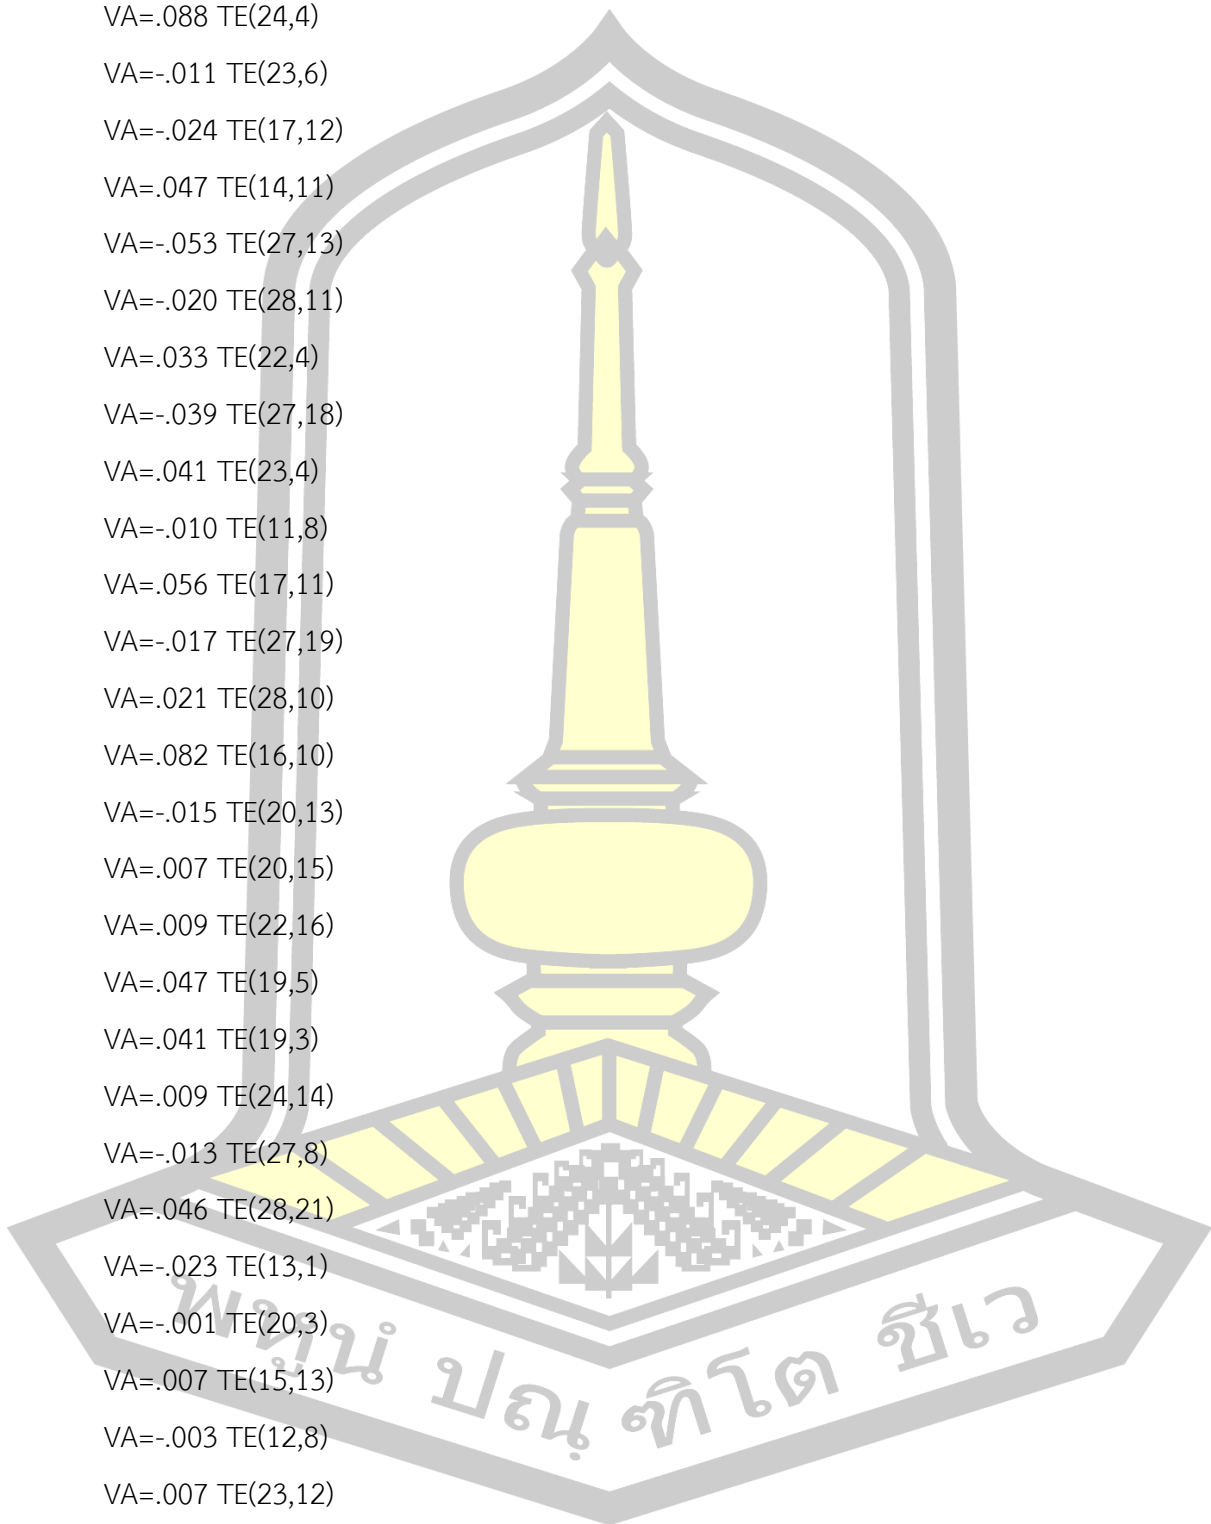 VA=.088 TE(24,4)
VA=-.011 TE(23,6)
VA=-.024 TE(17,12)
VA=.047 TE(14,11)
VA=-.053 TE(27,13)
VA=-.020 TE(28,11)
VA=.033 TE(22,4)
VA=-.039 TE(27,18)
VA=.041 TE(23,4)
VA=-.010 TE(11,8)
VA=.056 TE(17,11)
VA=-.017 TE(27,19)
VA=.021 TE(28,10)
VA=.082 TE(16,10)
VA=-.015 TE(20,13)
VA=.007 TE(20,15)
VA=.009 TE(22,16)
VA=.047 TE(19,5)
VA=.041 TE(19,3)
VA=.009 TE(24,14)
VA=-.013 TE(27,8)
VA=.046 TE(28,21)
VA=-.023 TE(13,1)
VA=-.001 TE(20,3)
VA=.007 TE(15,13)
VA=-.003 TE(12,8)
VA=.007 TE(23,12)
พหุนํ ปณฺฑิโต ชีเว